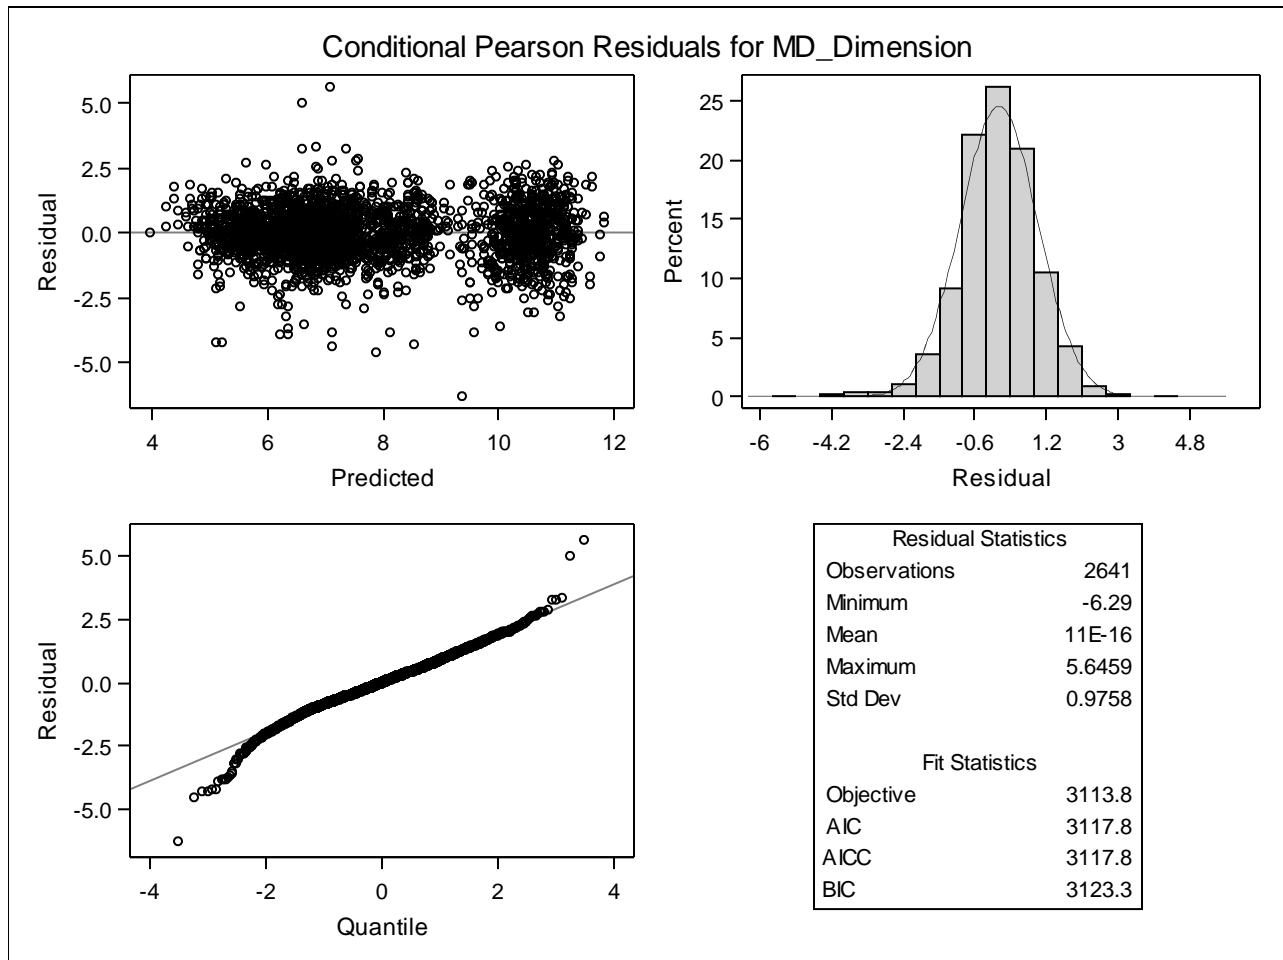 Conditional Pearson Residuals for MD_Dimension
5.0
2.5
0.0
-2.5
-5.0
Residual
4 6 8 10 12
Predicted
25
20
15
10
5
0
Percent
-6 -4.2 -2.4 -0.6 1.2 3 4.8
Residual
5.0
2.5
0.0
-2.5
-5.0
Residual
-4 -2 0 2 4
Quantile
Residual Statistics
Observations 2641
Minimum -6.29
Mean 11E-16
Maximum 5.6459
Std Dev 0.9758
Fit Statistics
Objective 3113.8
AIC 3117.8
AICC 3117.8
BIC 3123.3